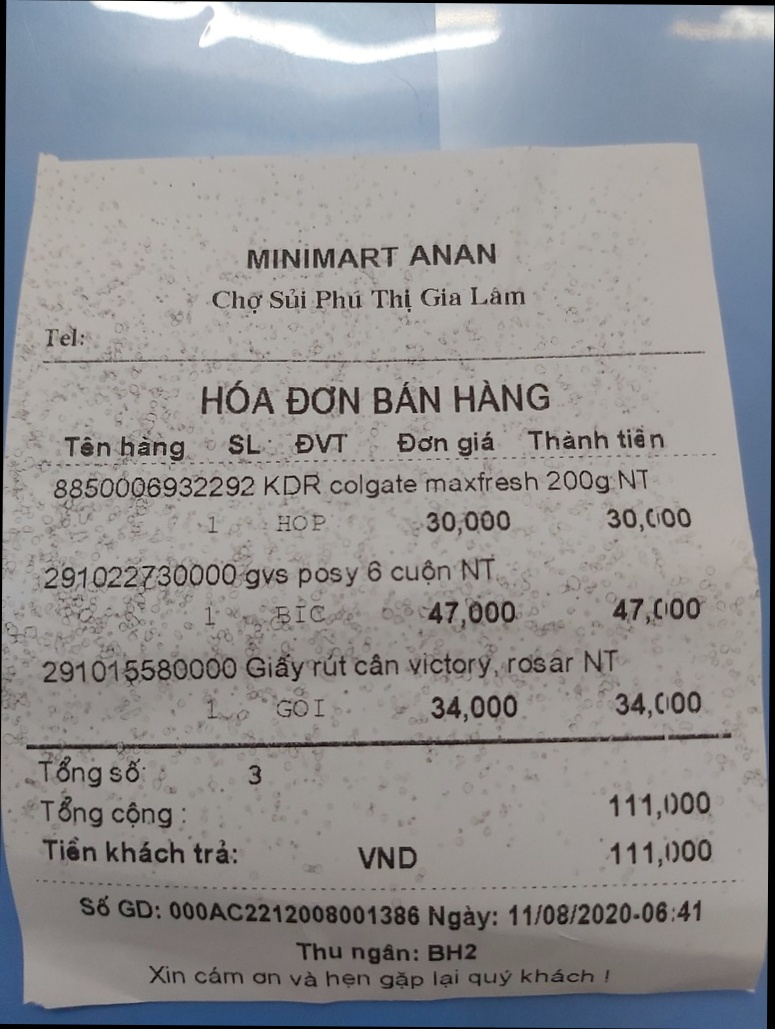 MINIMART ANAN
Chợ Sủi Phú Thị Gia Lâm
Tel:
HÓA ĐƠN BÁN HÀNG
Tên hàng SL ĐVT Đơn giá Thành tiền
8850006932292 KDR colgate maxfresh 200g NT
1 HOP 30,000 30,000
291022730000 gvs posy 6 cuộn NT
1 BIC 47,000 47,000
291015580000 Giấy rút cân victory, rosar NT
1 GOI 34,000 34,000
Tổng số: 3
Tổng cộng : 111,000
Tiền khách trả: VND 111,000
Số GD: 000AC2212008001386 Ngày: 11/08/2020-06:41
Thu ngân: BH2
Xin cám ơn và hẹn gặp lại quý khách !